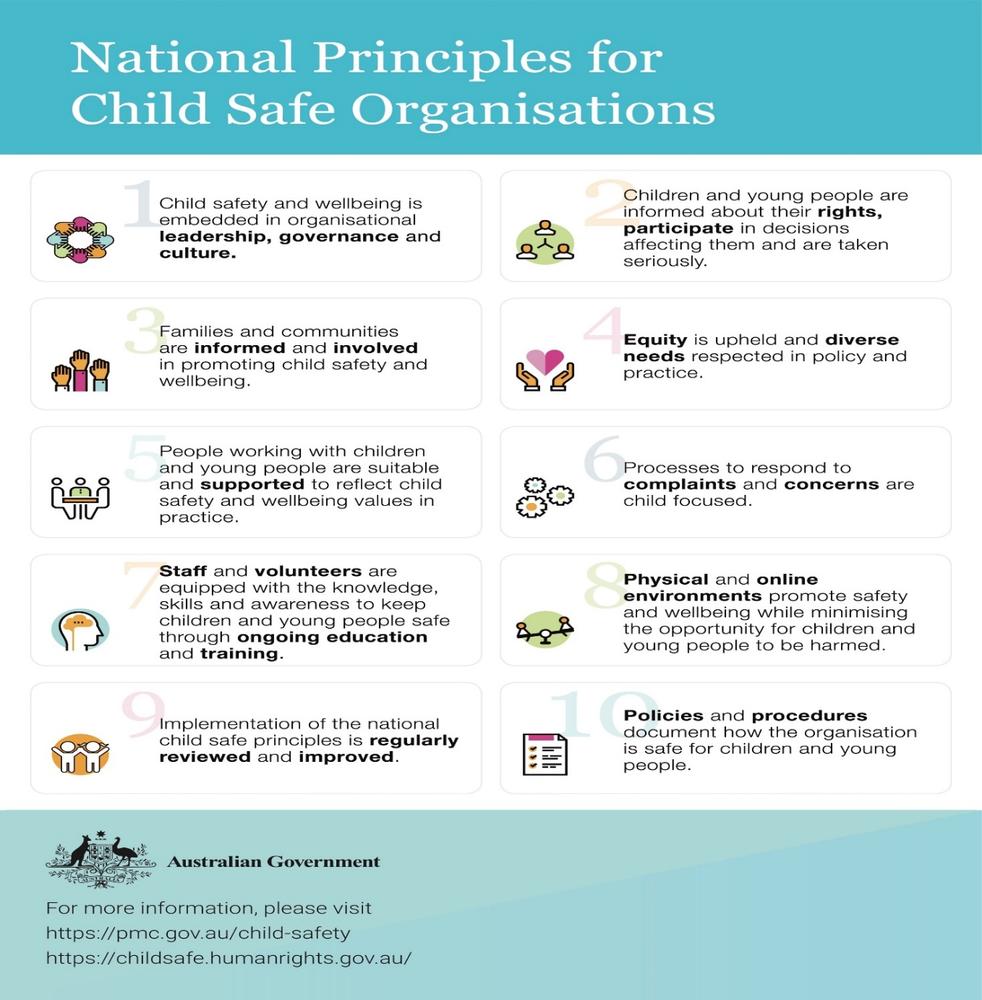 National Principles for
Child Safe Organisations
1
Child safety and wellbeing is
embedded in organisational
leadership, governance and
culture.
2
Children and young people are
informed about their rights,
participate in decisions
affecting them and are taken
seriously.
3
Families and communities
are informed and involved
in promoting child safety and
wellbeing.
4
Equity is upheld and diverse
needs respected in policy and
practice.
5
People working with children
and young people are suitable
and supported to reflect child
safety and wellbeing values in
practice.
6
Processes to respond to
complaints and concerns are
child focused.
7
Staff and volunteers are
equipped with the knowledge,
skills and awareness to keep
children and young people safe
through ongoing education
and training.
8
Physical and online
environments promote safety
and wellbeing while minimising
the opportunity for children and
young people to be harmed.
9
Implementation of the national
child safe principles is regularly
reviewed and improved.
10
Policies and procedures
document how the organisation
is safe for children and young
people.
AUSTRALIA
Australian Government
For more information, please visit
https://pmc.gov.au/child-safety
https://childsafe.humanrights.gov.au/